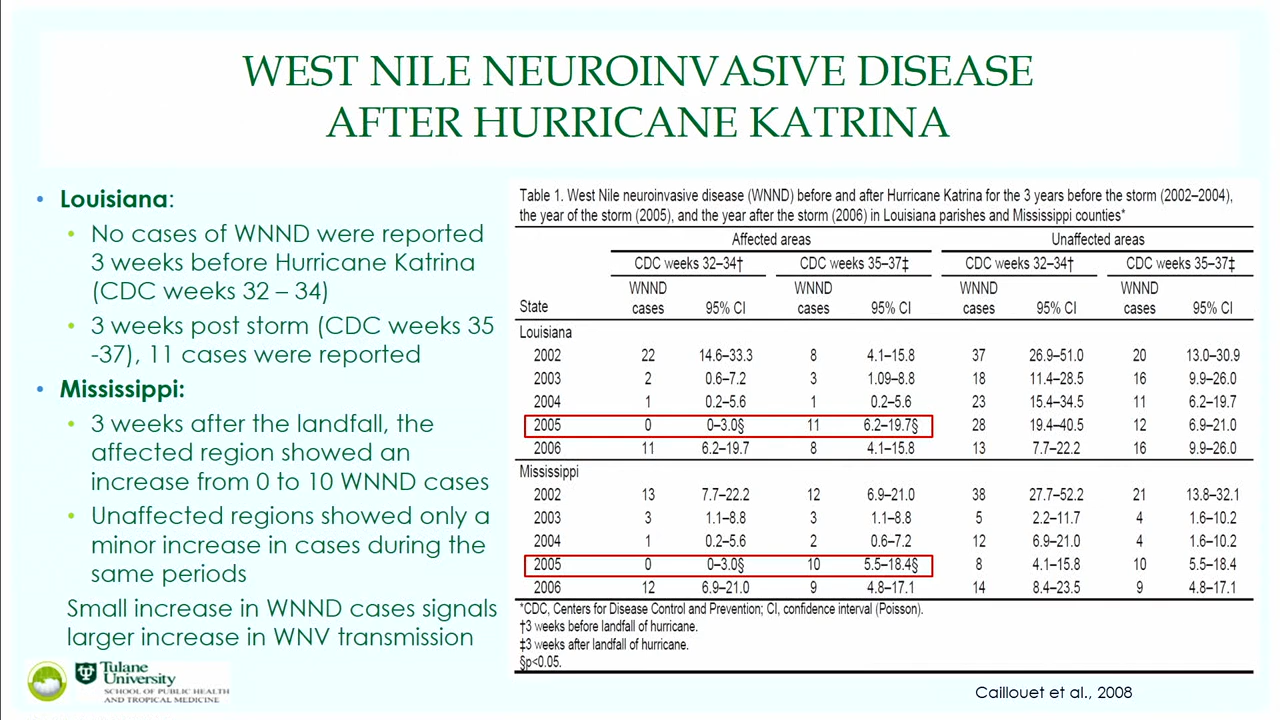 WEST NILE NEUROINVASIVE DISEASE
AFTER HURRICANE KATRINA
• Louisiana:
• No cases of WNND were reported
3 weeks before Hurricane Katrina
(CDC weeks 32 – 34)
• 3 weeks post storm (CDC weeks 35
-37), 11 cases were reported
• Mississippi:
• 3 weeks after the landfall, the
affected region showed an
increase from 0 to 10 WNND cases
• Unaffected regions showed only a
minor increase in cases during the
same periods
Small increase in WNND cases signals
larger increase in WNV transmission
Tulane
University
SCHOOL OF PUBLIC HEALTH
AND TROPICAL MEDICINE
Table 1. West Nile neuroinvasive disease (WNND) before and after Hurricane Katrina for the 3 years before the storm (2002–2004),
the year of the storm (2005), and the year after the storm (2006) in Louisiana parishes and Mississippi counties*
Affected areas Unaffected areas
CDC weeks 32–34† CDC weeks 35–37‡ CDC weeks 32–34† CDC weeks 35–37‡
WNND WNND WNND WNND
State cases 95% CI cases 95% CI cases 95% CI cases 95% CI
Louisiana
2002 22 14.6–33.3 8 4.1–15.8 37 26.9–51.0 20 13.0–30.9
2003 2 0.6–7.2 3 1.09–8.8 18 11.4–28.5 16 9.9–26.0
2004 1 0.2–5.6 1 0.2–5.6 23 15.4–34.5 11 6.2–19.7
2005 0 0–3.0§ 11 6.2–19.7§ 28 19.4–40.5 12 6.9–21.0
2006 11 6.2–19.7 8 4.1–15.8 13 7.7–22.2 16 9.9–26.0
Mississippi
2002 13 7.7–22.2 12 6.9–21.0 38 27.7–52.2 21 13.8–32.1
2003 3 1.1–8.8 3 1.1–8.8 5 2.2–11.7 4 1.6–10.2
2004 1 0.2–5.6 2 0.6–7.2 12 6.9–21.0 4 1.6–10.2
2005 0 0–3.0§ 10 5.5–18.4§ 8 4.1–15.8 10 5.5–18.4
2006 12 6.9–21.0 9 4.8–17.1 14 8.4–23.5 9 4.8–17.1
*CDC, Centers for Disease Control and Prevention; CI, confidence interval (Poisson).
†3 weeks before landfall of hurricane.
‡3 weeks after landfall of hurricane.
§p<0.05.
Caillouet et al., 2008